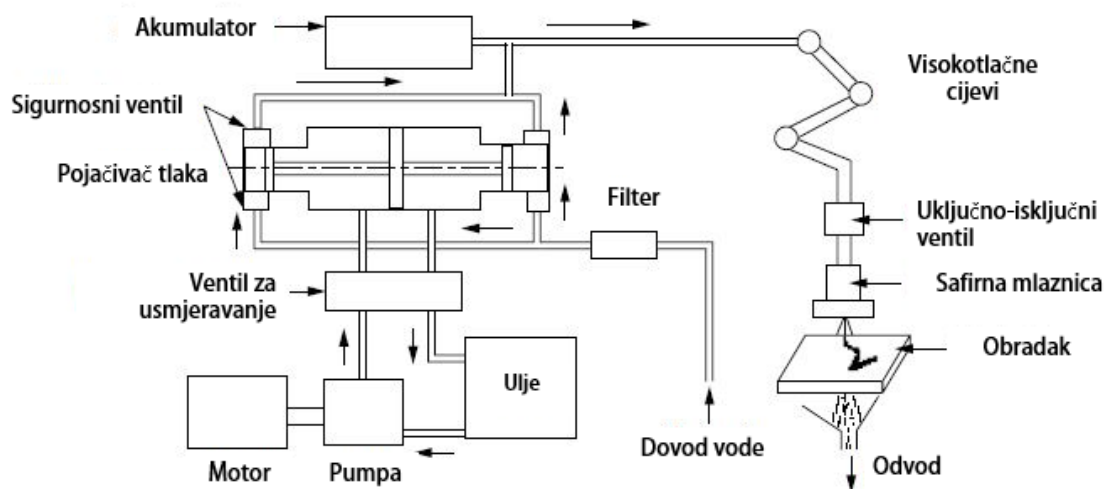 Akumulator
Visokotlačne
cijevi
Sigurnosni ventil
Pojačivač tlaka
Filter
Uključno-isključni
ventil
Ventil za
usmjeravanje
Safirna mlaznica
Obradak
Ulje
Dovod vode
Motor
Pumpa
Odvod